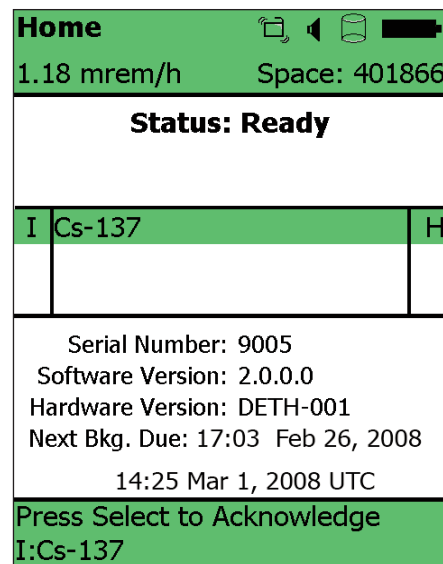 Home
1.18 mrem/h Space: 401866
Status: Ready
I Cs-137 H
Serial Number: 9005
Software Version: 2.0.0.0
Hardware Version: DETH-001
Next Bkg. Due: 17:03 Feb 26, 2008
14:25 Mar 1, 2008 UTC
Press Select to Acknowledge
I:Cs-137